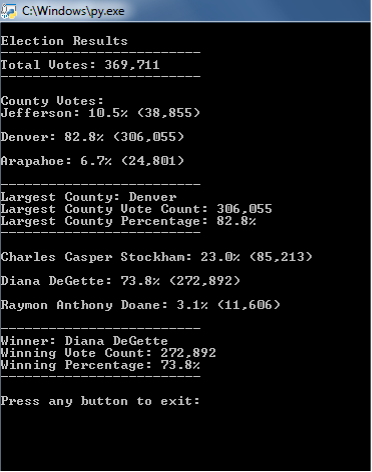 C:\Windows\py.exe
Election Results
-------------------------
Total Votes: 369,711
-------------------------
County Votes:
Jefferson: 10.5% (38,855)
Denver: 82.8% (306,055)
Arapahoe: 6.7% (24,801)
-------------------------
Largest County: Denver
Largest County Vote Count: 306,055
Largest County Percentage: 82.8%
-------------------------
Charles Casper Stockham: 23.0% (85,213)
Diana DeGette: 73.8% (272,892)
Raymon Anthony Doane: 3.1% (11,606)
-------------------------
Winner: Diana DeGette
Winning Vote Count: 272,892
Winning Percentage: 73.8%
-------------------------
Press any button to exit: